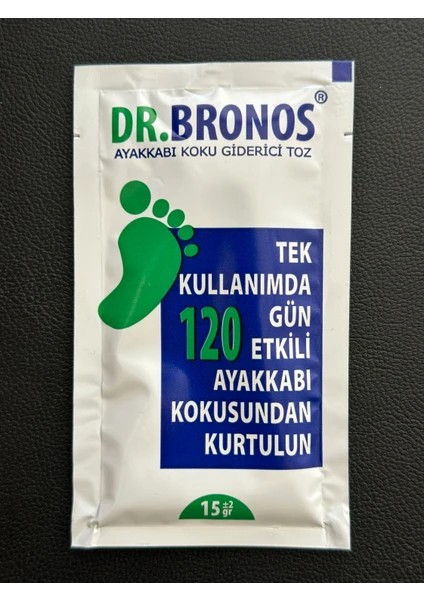 DR.BRONOS®
AYAKKABI KOKU GİDERİCİ TOZ
TEK
KULLANIMDA
120 GÜN
ETKİLİ
AYAKKABI
KOKUSUNDAN
KURTULUN
15 ±2 gr